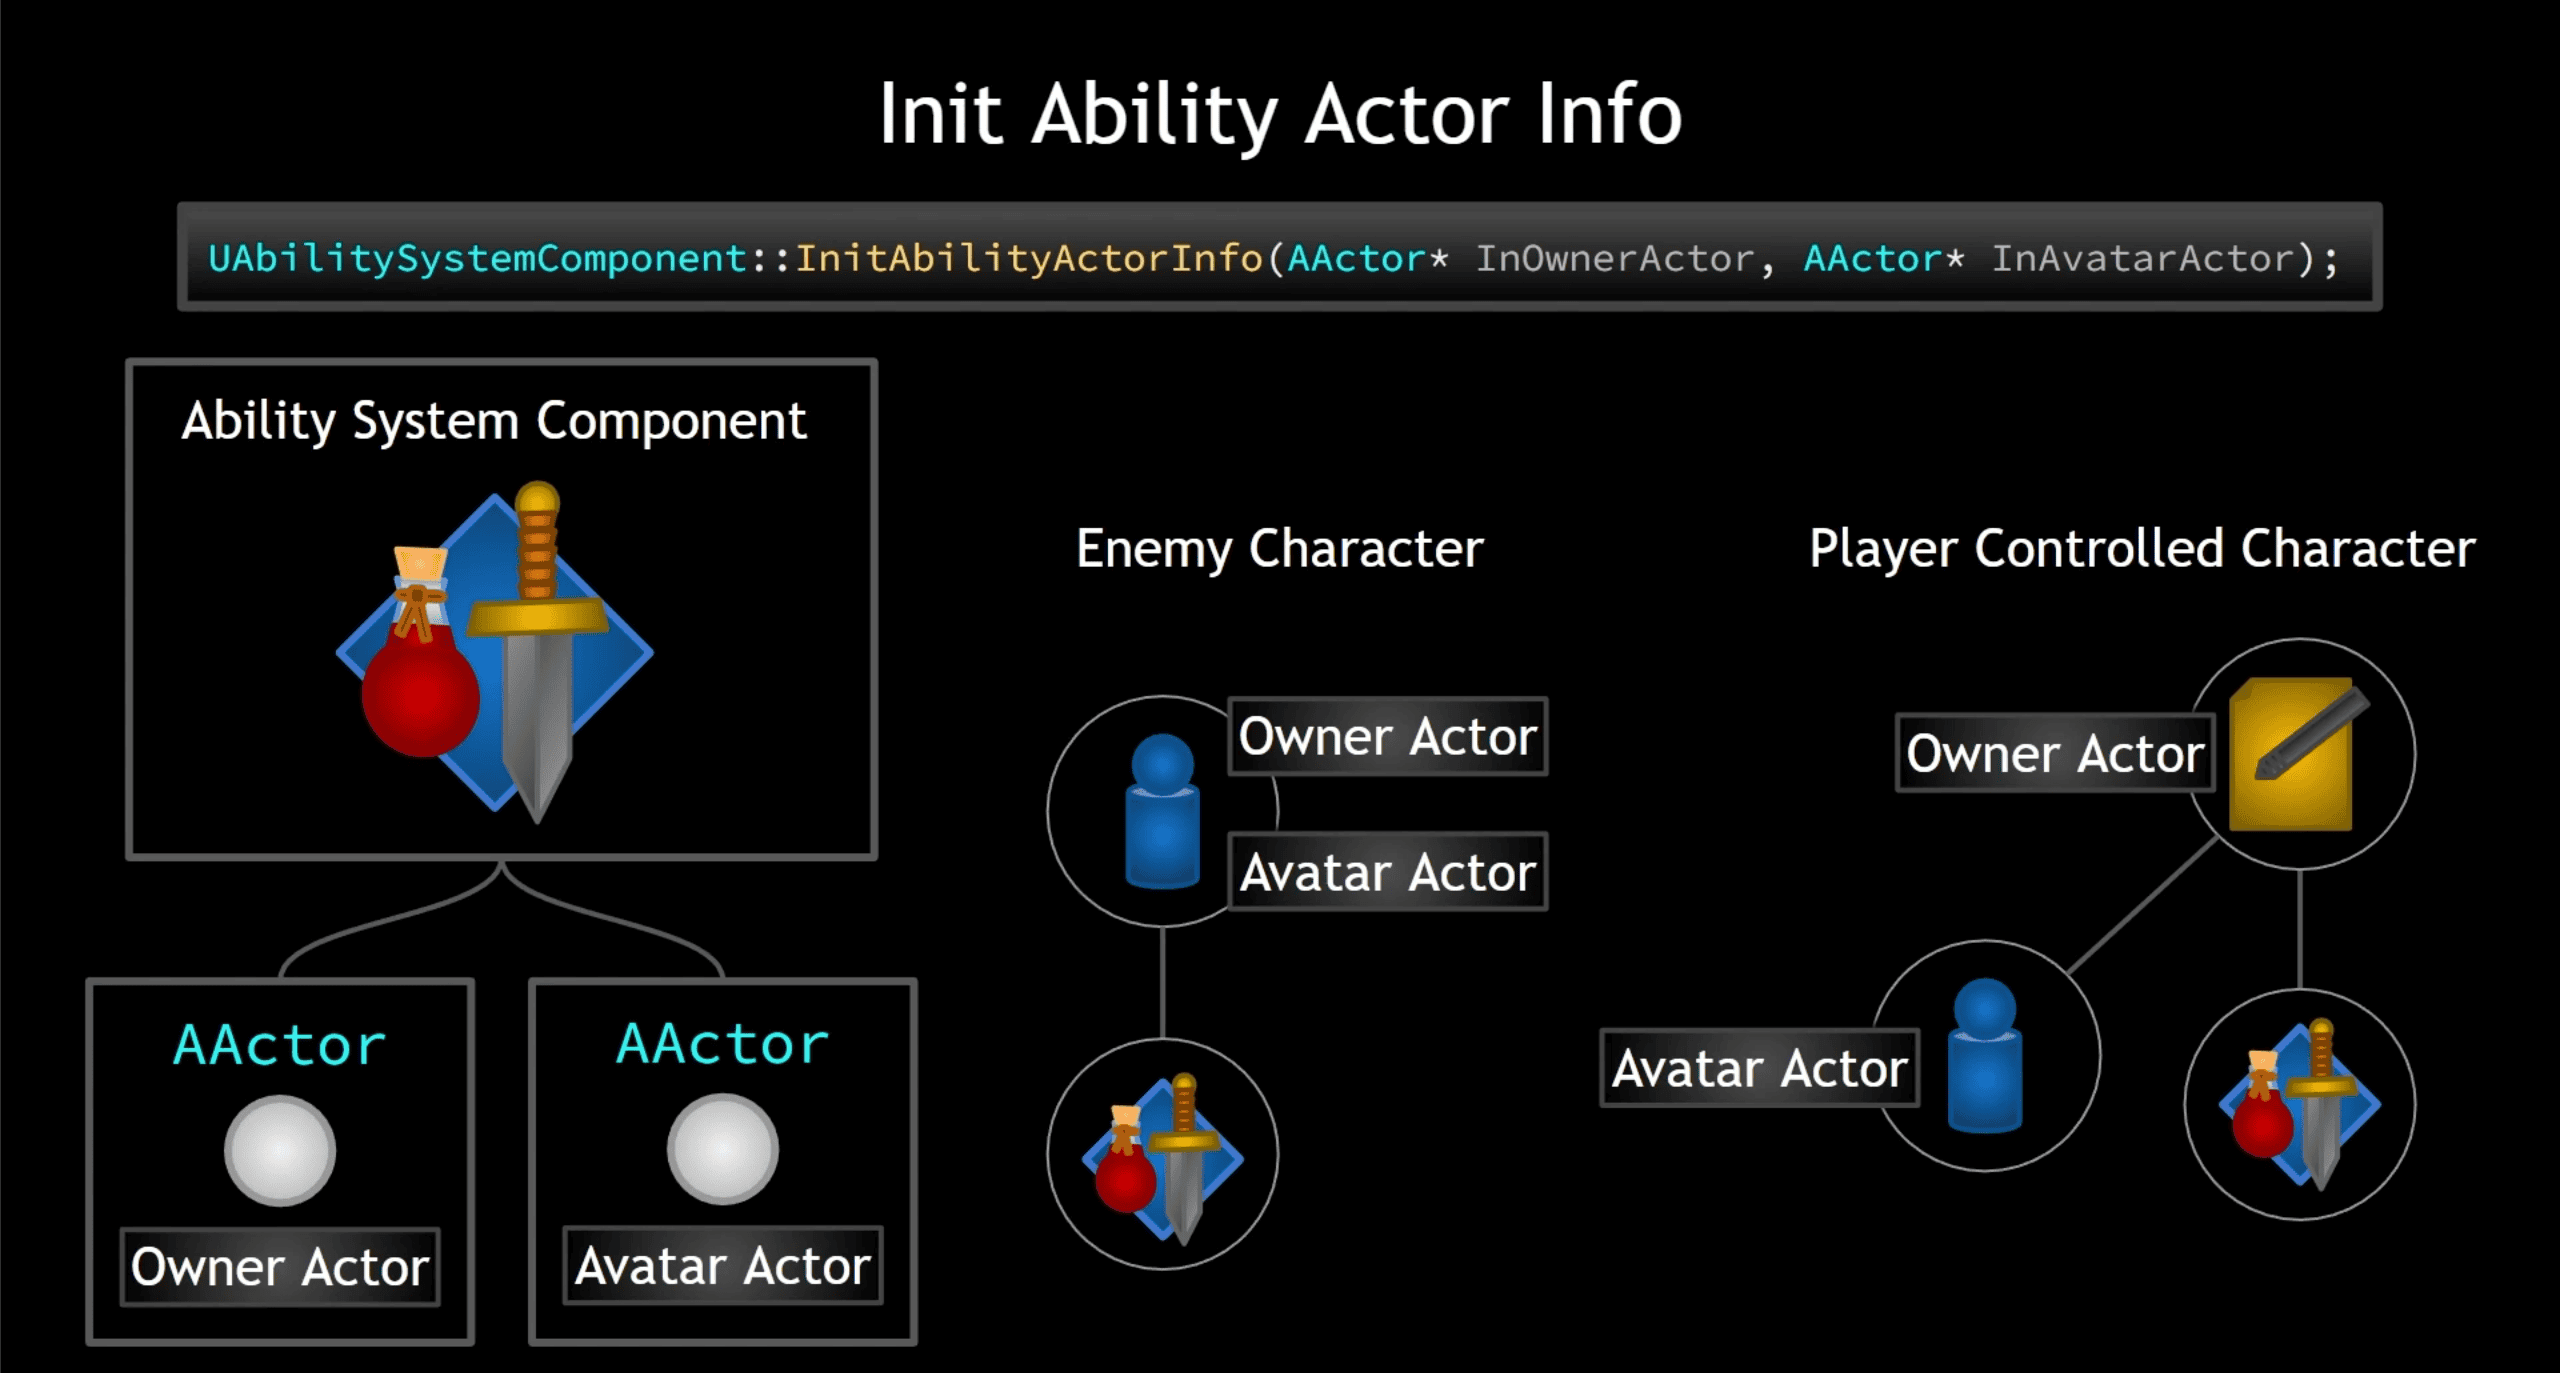 Init Ability Actor Info
UAbilitySystemComponent::InitAbilityActorInfo(AActor* InOwnerActor, AActor* InAvatarActor);
Ability System Component
AActor
Owner Actor
AActor
Avatar Actor
Enemy Character
Owner Actor
Avatar Actor
Player Controlled Character
Owner Actor
Avatar Actor